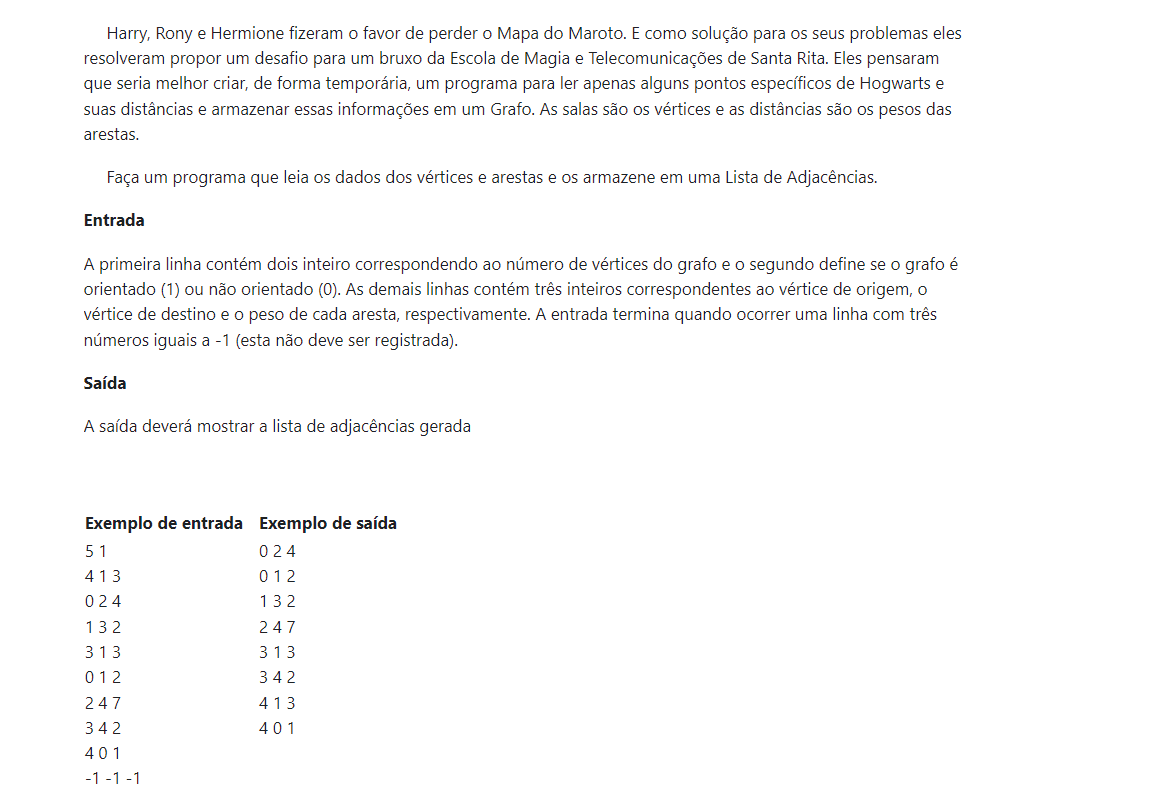 Harry, Rony e Hermione fizeram o favor de perder o Mapa do Maroto. E como solução para os seus problemas eles
resolveram propor um desafio para um bruxo da Escola de Magia e Telecomunicações de Santa Rita. Eles pensaram
que seria melhor criar, de forma temporária, um programa para ler apenas alguns pontos específicos de Hogwarts e
suas distâncias e armazenar essas informações em um Grafo. As salas são os vértices e as distâncias são os pesos das
arestas.
Faça um programa que leia os dados dos vértices e arestas e os armazene em uma Lista de Adjacências.
Entrada
A primeira linha contém dois inteiro correspondendo ao número de vértices do grafo e o segundo define se o grafo é
orientado (1) ou não orientado (0). As demais linhas contém três inteiros correspondentes ao vértice de origem, o
vértice de destino e o peso de cada aresta, respectivamente. A entrada termina quando ocorrer uma linha com três
números iguais a -1 (esta não deve ser registrada).
Saída
A saída deverá mostrar a lista de adjacências gerada
Exemplo de entrada Exemplo de saída
5 1 0 2 4
4 1 3 0 1 2
0 2 4 1 3 2
1 3 2 2 4 7
3 1 3 3 1 3
0 1 2 3 4 2
2 4 7 4 1 3
3 4 2 4 0 1
4 0 1
-1 -1 -1